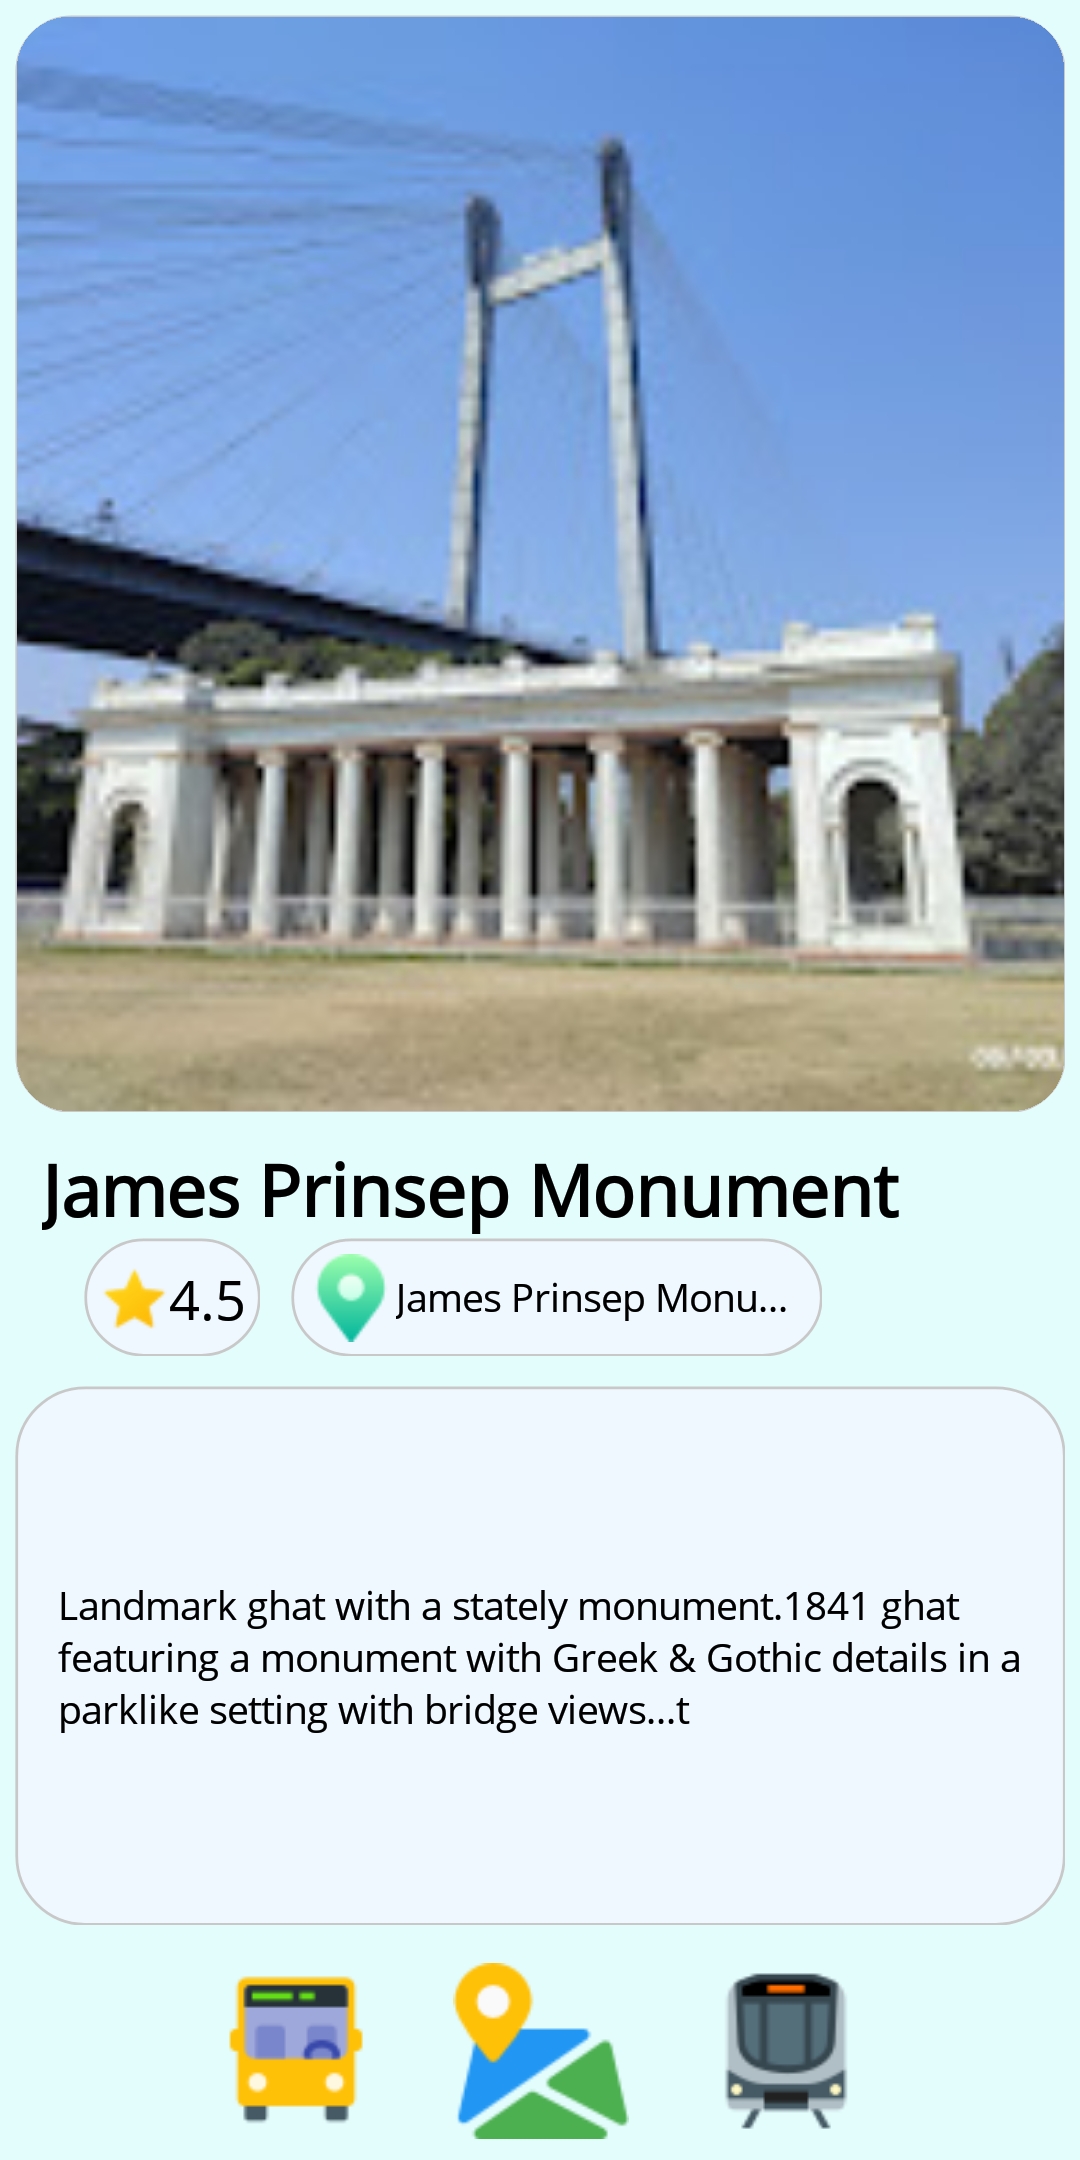 James Prinsep Monument
4.5
James Prinsep Monu...
Landmark ghat with a stately monument.1841 ghat
featuring a monument with Greek & Gothic details in a
parklike setting with bridge views...t